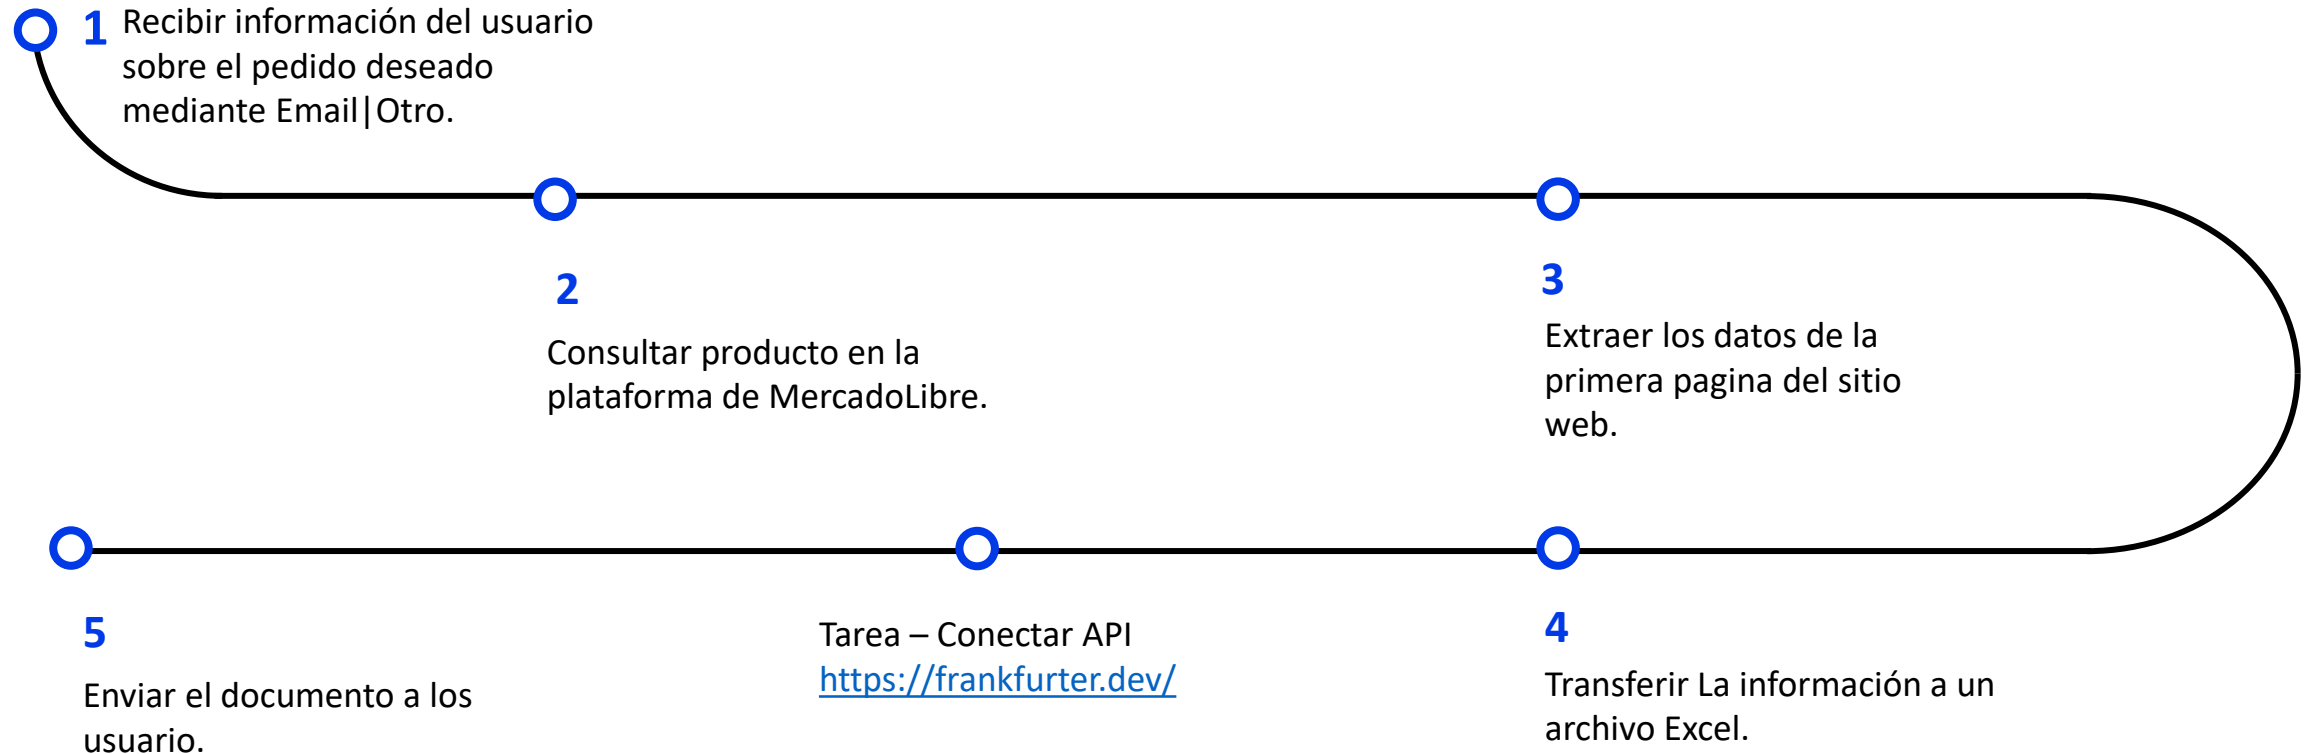 1 Recibir información del usuario
sobre el pedido deseado
mediante Email|Otro.
2
Consultar producto en la
plataforma de MercadoLibre.
3
Extraer los datos de la
primera pagina del sitio
web.
4
Transferir La información a un
archivo Excel.
Tarea – Conectar API
https://frankfurter.dev/
5
Enviar el documento a los
usuario.